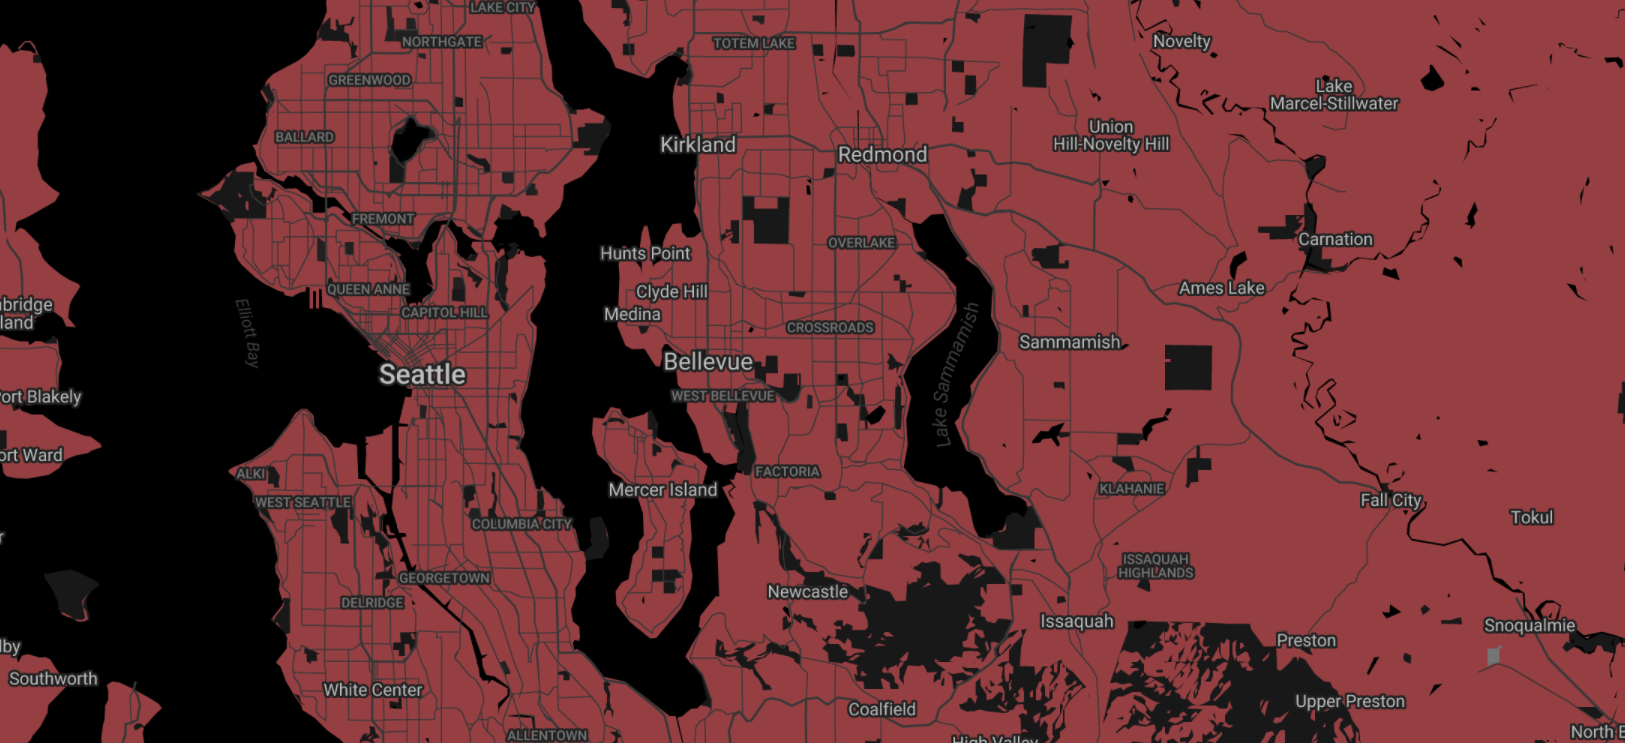 LAKE CITY
NORTHGATE
TOTEM LAKE
Novelty
GREENWOOD
Lake
Marcel-Stillwater
BALLARD
Kirkland
Redmond
Union
Hill-Novelty Hill
FREMONT
OVERLAKE
Carnation
Hunts Point
QUEEN ANNE
Clyde Hill
Ames Lake
nbridge
land
CAPITOL HILL
Medina
CROSSROADS
Elliott Bay
Lake Sammamish
Sammamish
Seattle
Bellevue
WEST BELLEVUE
ort Blakely
ort Ward
ALKI
FACTORIA
WEST SEATTLE
Mercer Island
KLAHANIE
Fall City
COLUMBIA CITY
Tokul
r
ISSAQUAH
HIGHLANDS
GEORGETOWN
DELRIDGE
Newcastle
Issaquah
Snoqualmie
lby
Preston
Southworth
White Center
Coalfield
Upper Preston
ALLENTOWN
High Valley
North B